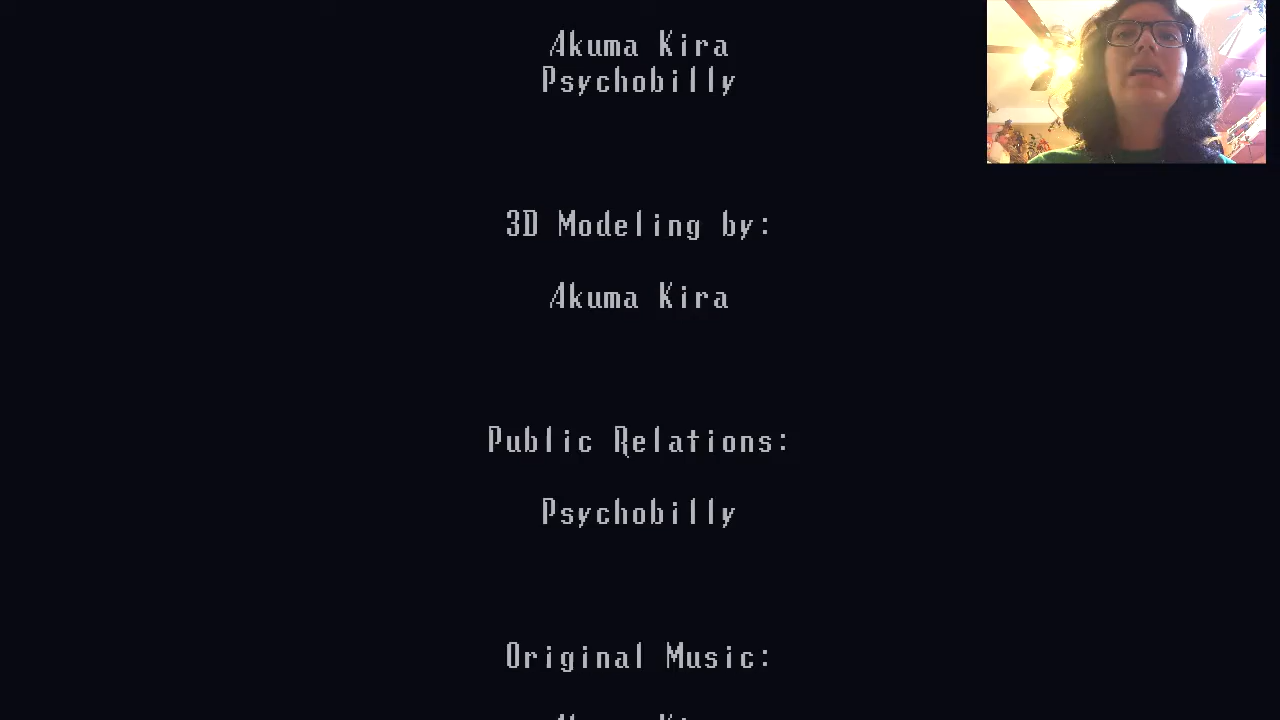 Akuma Kira
Psychobilly
3D Modeling by:
Akuma Kira
Public Relations:
Psychobilly
Original Music: